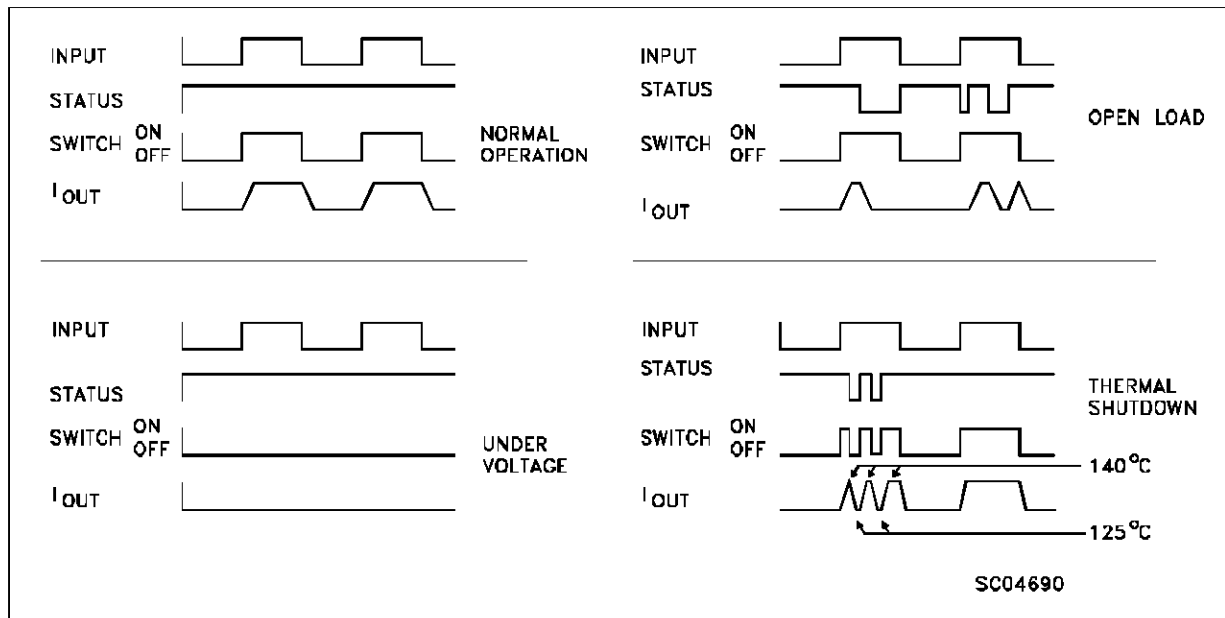 INPUT
STATUS
SWITCH ON
OFF
I OUT
NORMAL
OPERATION
INPUT
STATUS
SWITCH ON
OFF
I OUT
OPEN LOAD
INPUT
STATUS
SWITCH ON
OFF
I OUT
UNDER
VOLTAGE
INPUT
STATUS
SWITCH ON
OFF
I OUT
THERMAL
SHUTDOWN
140°C
125°C
SC04690